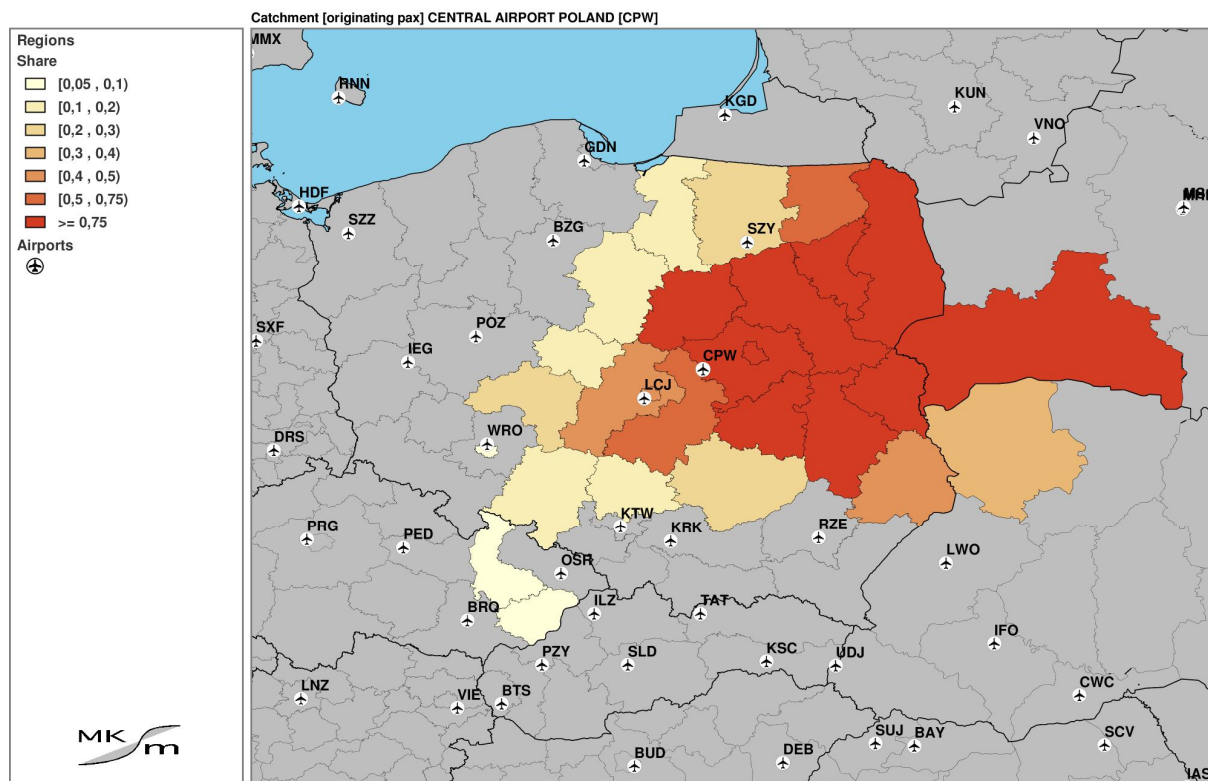 Catchment [originating pax] CENTRAL AIRPORT POLAND [CPW]
Regions
Share
[0,05 , 0,1)
[0,1 , 0,2)
[0,2 , 0,3)
[0,3 , 0,4)
[0,4 , 0,5)
[0,5 , 0,75)
>= 0,75
Airports
MMX
RNN
KGD
KUN
VNO
GDN
HDF
SZZ
BZG
SZY
SXF
POZ
IEG
CPW
LCJ
DRS
WRO
PRG
PED
KTW
KRK
RZE
OSR
LWO
BRQ
ILZ
TAT
IFO
PZY
SLD
KSC
UDJ
LNZ
VIE
BTS
CWC
BUD
DEB
SUJ
BAY
SCV
IAS
MK
m